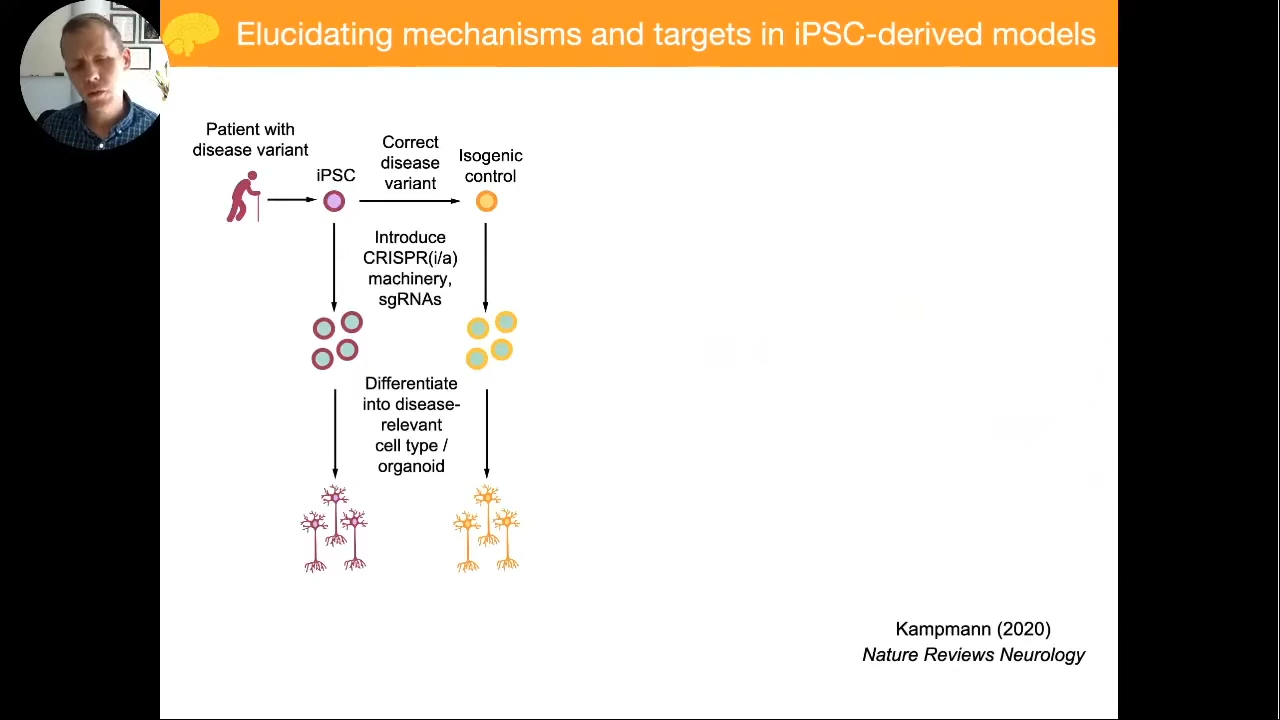 Elucidating mechanisms and targets in iPSC-derived models
Patient with
disease variant
iPSC
Correct
disease
variant
Isogenic
control
Introduce
CRISPR(i/a)
machinery,
sgRNAs
Differentiate
into disease-
relevant
cell type /
organoid
Kampmann (2020)
Nature Reviews Neurology